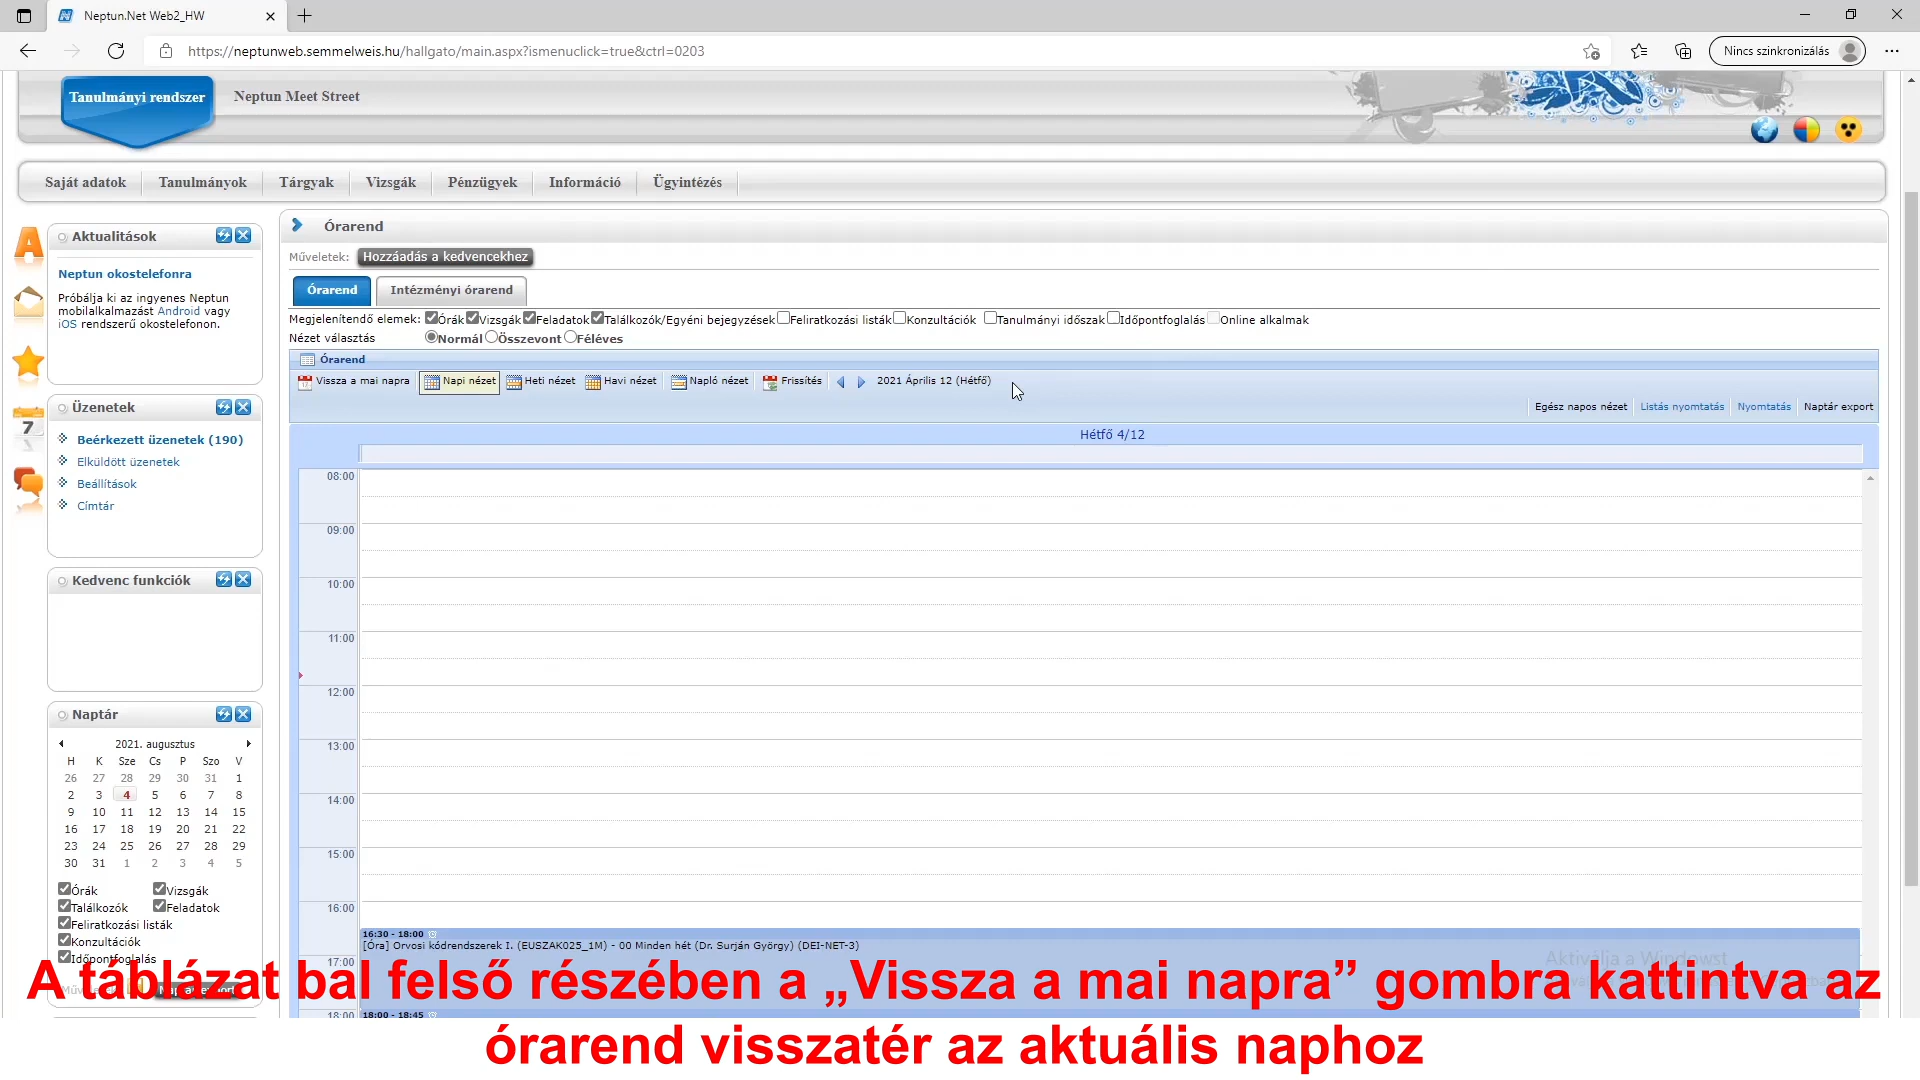 Neptun.Net Web2_HW
https://neptunweb.semmelweis.hu/hallgato/main.aspx?ismenuclick=true&ctrl=0203
Nincs szinkronizálás
Tanulmányi rendszer
Neptun Meet Street
Saját adatok
Tanulmányok
Tárgyak
Vizsgák
Pénzügyek
Információ
Ügyintézés
Aktualitások
Neptun okostelefonra
Próbálja ki az ingyenes Neptun
mobilalkalmazást Android vagy
iOS rendszerű okostelefonon.
7
Üzenetek
Beérkezett üzenetek (190)
Elküldött üzenetek
Beállítások
Címtár
Kedvenc funkciók
Naptár
2021. augusztus
H K Sze Cs P Szo V
26 27 28 29 30 31 1
2 3 4 5 6 7 8
9 10 11 12 13 14 15
16 17 18 19 20 21 22
23 24 25 26 27 28 29
30 31 1 2 3 4 5
Órák Vizsgák
Találkozók Feladatok
Feliratkozási listák
Konzultációk
Időpontfoglalás
Órarend
Műveletek: Hozzáadás a kedvencekhez
Órarend Intézményi órarend
Megjelenítendő elemek: Órák Vizsgák Feladatok Találkozók/Egyéni bejegyzések Feliratkozási listák Konzultációk Tanulmányi időszak Időpontfoglalás Online alkalmak
Nézet választás Normál Összevont Féléves
Órarend
Vissza a mai napra Napi nézet Heti nézet Havi nézet Napló nézet Frissítés 2021 Április 12 (Hétfő)
Egész napos nézet Listás nyomtatás Nyomtatás Naptár export
Hétfő 4/12
08:00
09:00
10:00
11:00
12:00
13:00
14:00
15:00
16:00
16:30 - 18:00
[Óra] Orvosi kódrendszerek I. (EUSZAK025_1M) - 00 Minden hét (Dr. Surján György) (DEI-NET-3)
17:00
18:00
18:00 - 18:45
Aktiválja a Windowst
A táblázat bal felső részében a „Vissza a mai napra” gombra kattintva az
órarend visszatér az aktuális naphoz